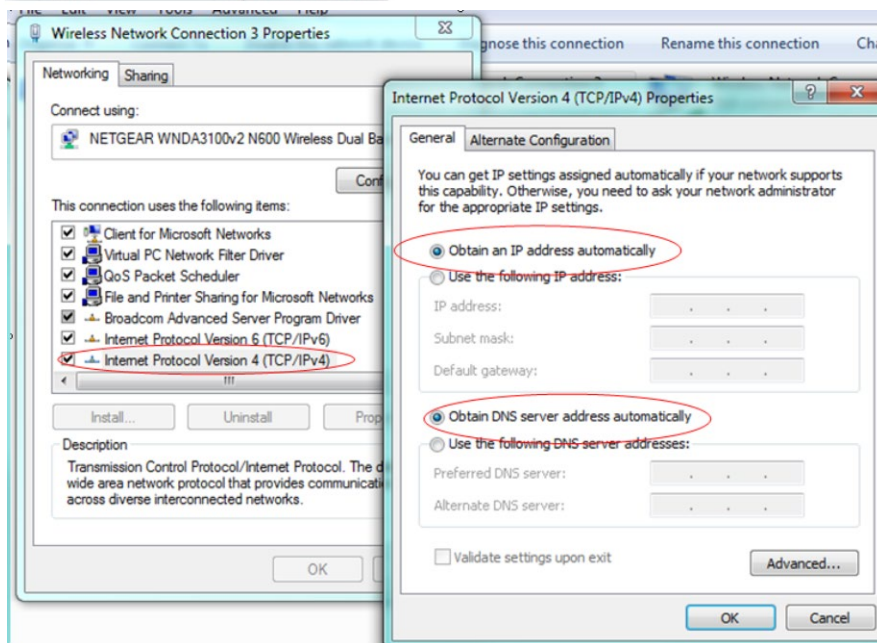 File Edit View Tools Advanced Help
Wireless Network Connection 3 Properties
this connection Rename this connection
Networking Sharing
Connect using:
NETGEAR WNDA3100v2 N600 Wireless Dual
This connection uses the following items:
Client for Microsoft Networks
Virtual PC Network Filter Driver
QoS Packet Scheduler
File and Printer Sharing for Microsoft Networks
Broadcom Advanced Server Program Driver
Internet Protocol Version 6 (TCP/IPv6)
Internet Protocol Version 4 (TCP/IPv4)
Install... Uninstall
Description
Transmission Control Protocol/Internet Protocol. The
wide area network protocol that provides
across diverse interconnected networks.
OK
Internet Protocol Version 4 (TCP/IPv4) Properties
General Alternate Configuration
You can get IP settings assigned automatically if your network supports
this capability. Otherwise, you need to ask your network administrator
for the appropriate IP settings.
Obtain an IP address automatically
Use the following IP address:
IP address:
Subnet mask:
Default gateway:
Obtain DNS server address automatically
Use the following DNS server addresses:
Preferred DNS server:
Alternate DNS server:
Validate settings upon exit
Advanced...
OK Cancel